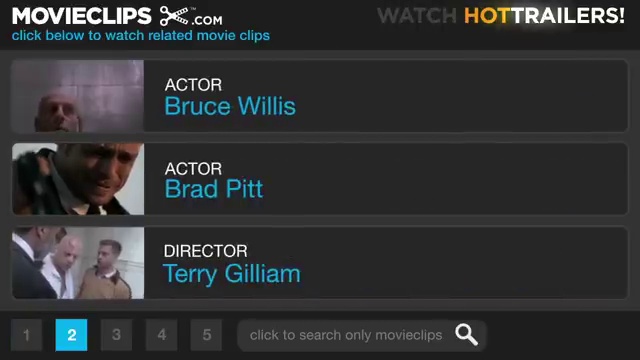 MOVIECLIPS .COM
WATCH HOTTRAILERS!
click below to watch related movie clips
ACTOR
Bruce Willis
ACTOR
Brad Pitt
DIRECTOR
Terry Gilliam
1 2 3 4 5 click to search only movieclips